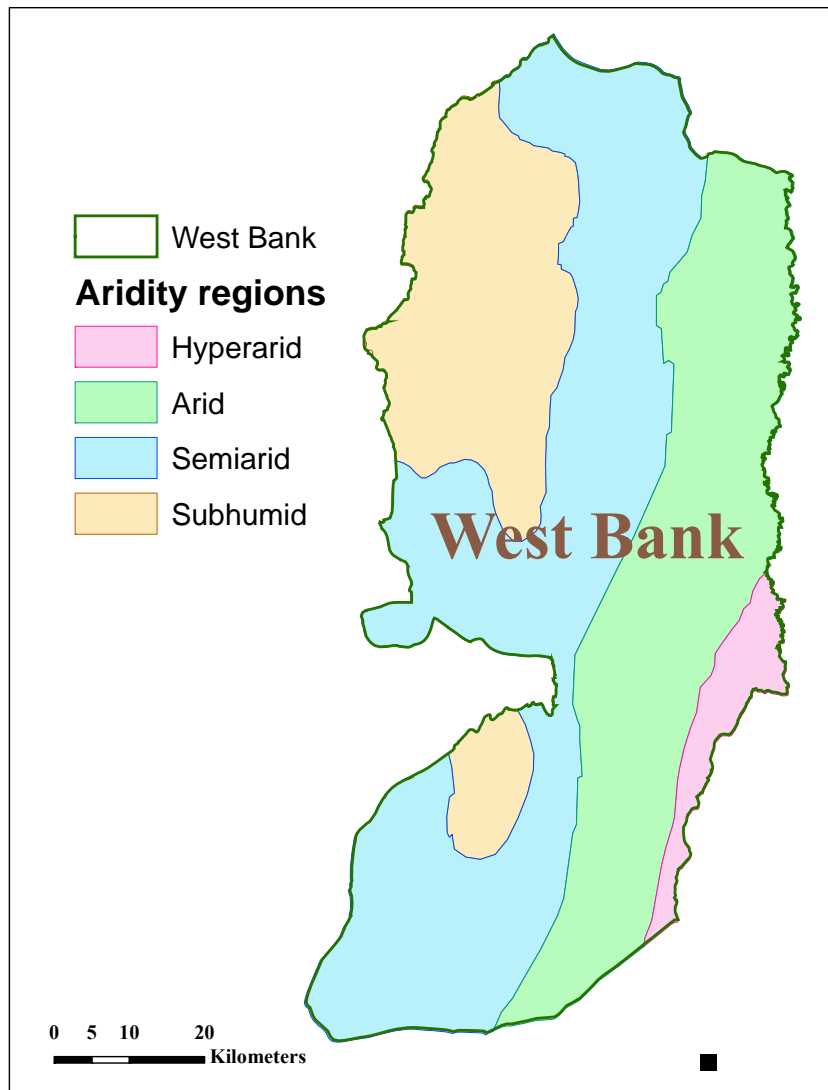 West Bank
Aridity regions
Hyperarid
Arid
Semiarid
Subhumid
West Bank
0 5 10 20
Kilometers